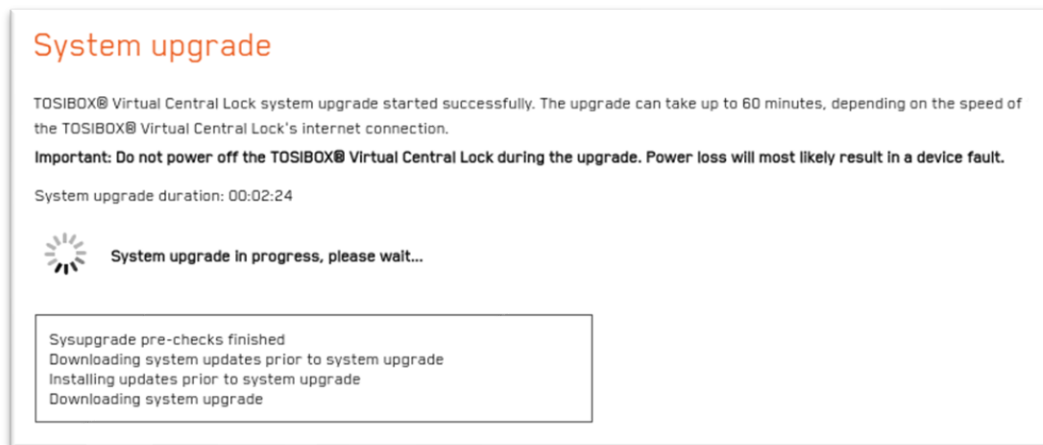 System upgrade
TOSIBOX® Virtual Central Lock system upgrade started successfully. The upgrade can take up to 60 minutes, depending on the speed of
the TOSIBOX® Virtual Central Lock's internet connection.
Important: Do not power off the TOSIBOX® Virtual Central Lock during the upgrade. Power loss will most likely result in a device fault.
System upgrade duration: 00:02:24
System upgrade in progress, please wait...
Sysupgrade pre-checks finished
Downloading system updates prior to system upgrade
Installing updates prior to system upgrade
Downloading system upgrade